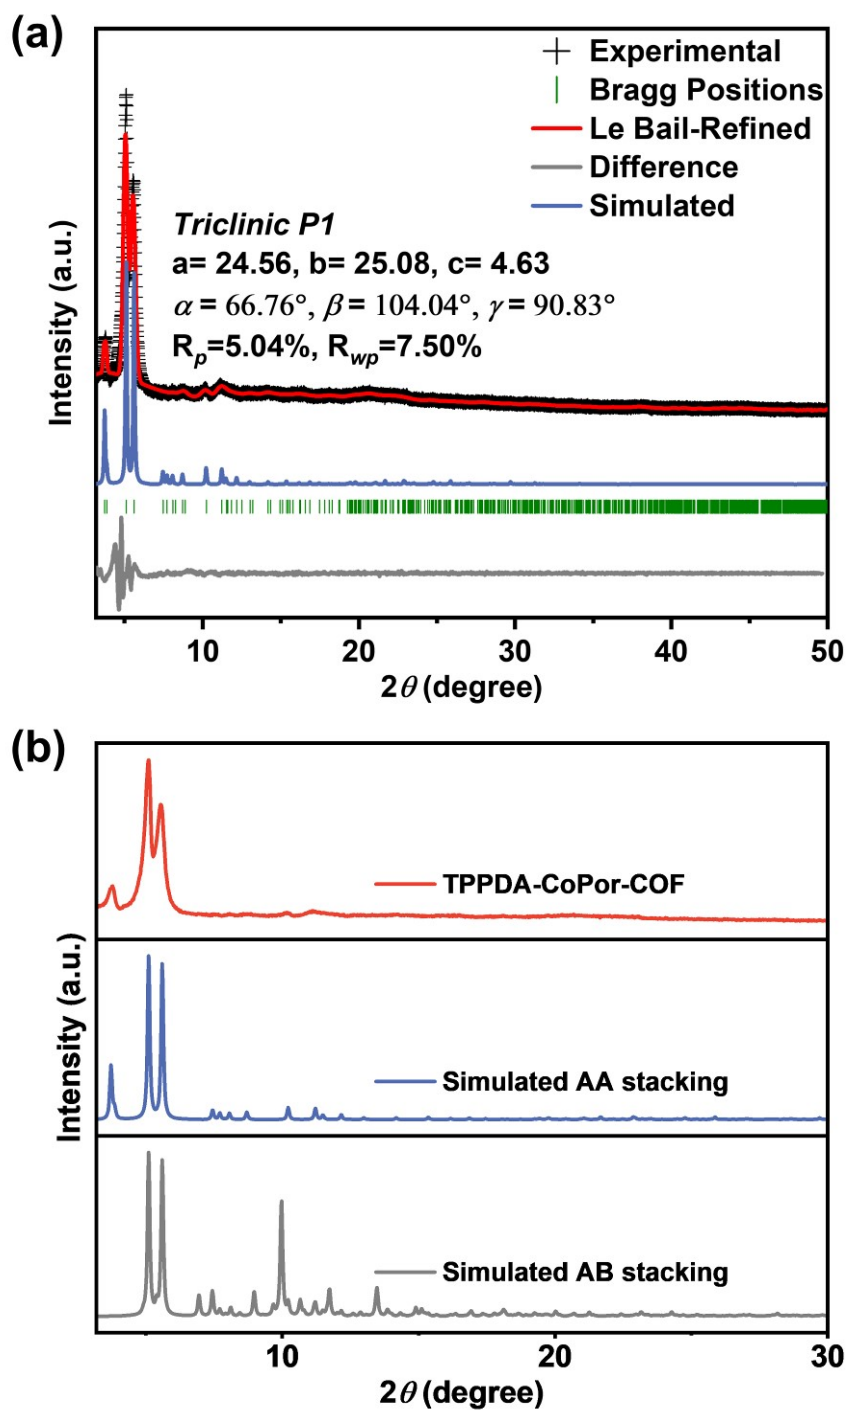 (a)
Experimental
Bragg Positions
Le Bail-Refined
Difference
Simulated
Triclinic P1
a= 24.56, b= 25.08, c= 4.63
α = 66.76°, β = 104.04°, γ = 90.83°
Rp=5.04%, Rwp=7.50%
Intensity (a.u.)
10 20 30 40 50
2θ (degree)
(b)
TPPDA-CoPor-COF
Simulated AA stacking
Simulated AB stacking
Intensity (a.u.)
10 20 30
2θ (degree)